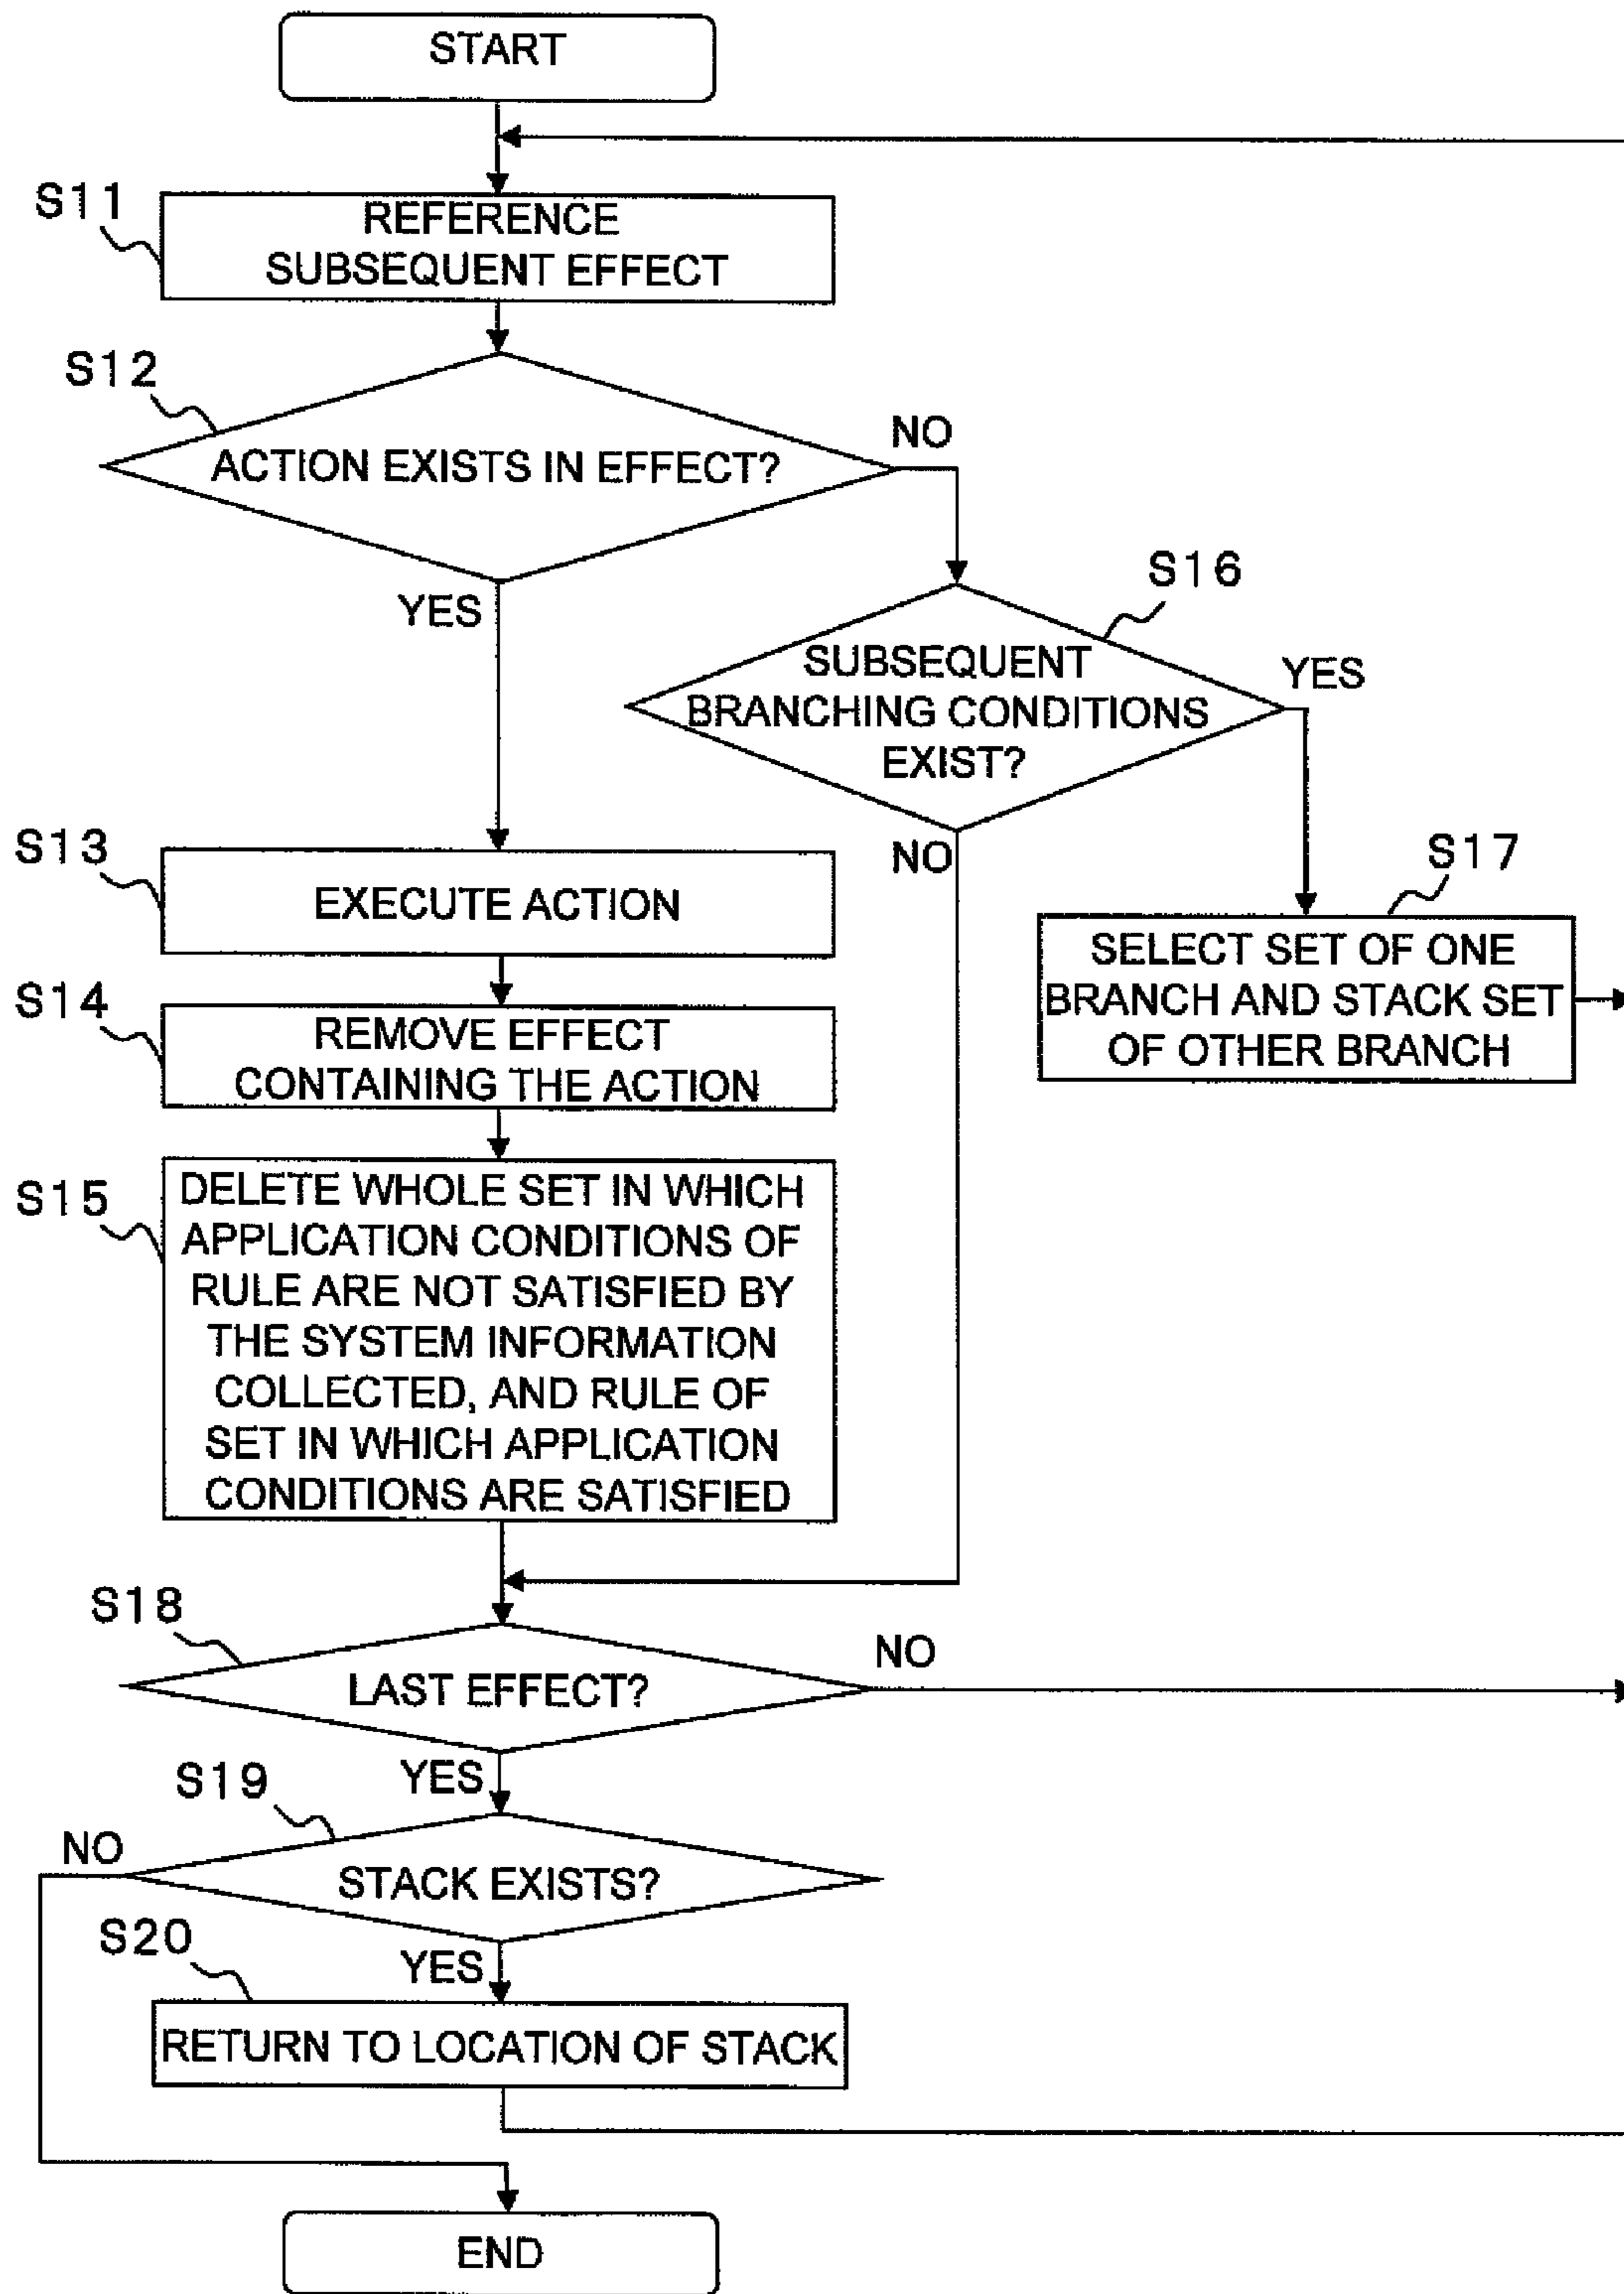 START
S11
REFERENCE
SUBSEQUENT EFFECT
S12
ACTION EXISTS IN EFFECT?
NO
YES
S16
SUBSEQUENT
BRANCHING CONDITIONS
EXIST?
YES
NO
S13
EXECUTE ACTION
S17
SELECT SET OF ONE
BRANCH AND STACK SET
OF OTHER BRANCH
S14
REMOVE EFFECT
CONTAINING THE ACTION
S15
DELETE WHOLE SET IN WHICH
APPLICATION CONDITIONS OF
RULE ARE NOT SATISFIED BY
THE SYSTEM INFORMATION
COLLECTED, AND RULE OF
SET IN WHICH APPLICATION
CONDITIONS ARE SATISFIED
S18
LAST EFFECT?
NO
YES
S19
STACK EXISTS?
NO
YES
S20
RETURN TO LOCATION OF STACK
END